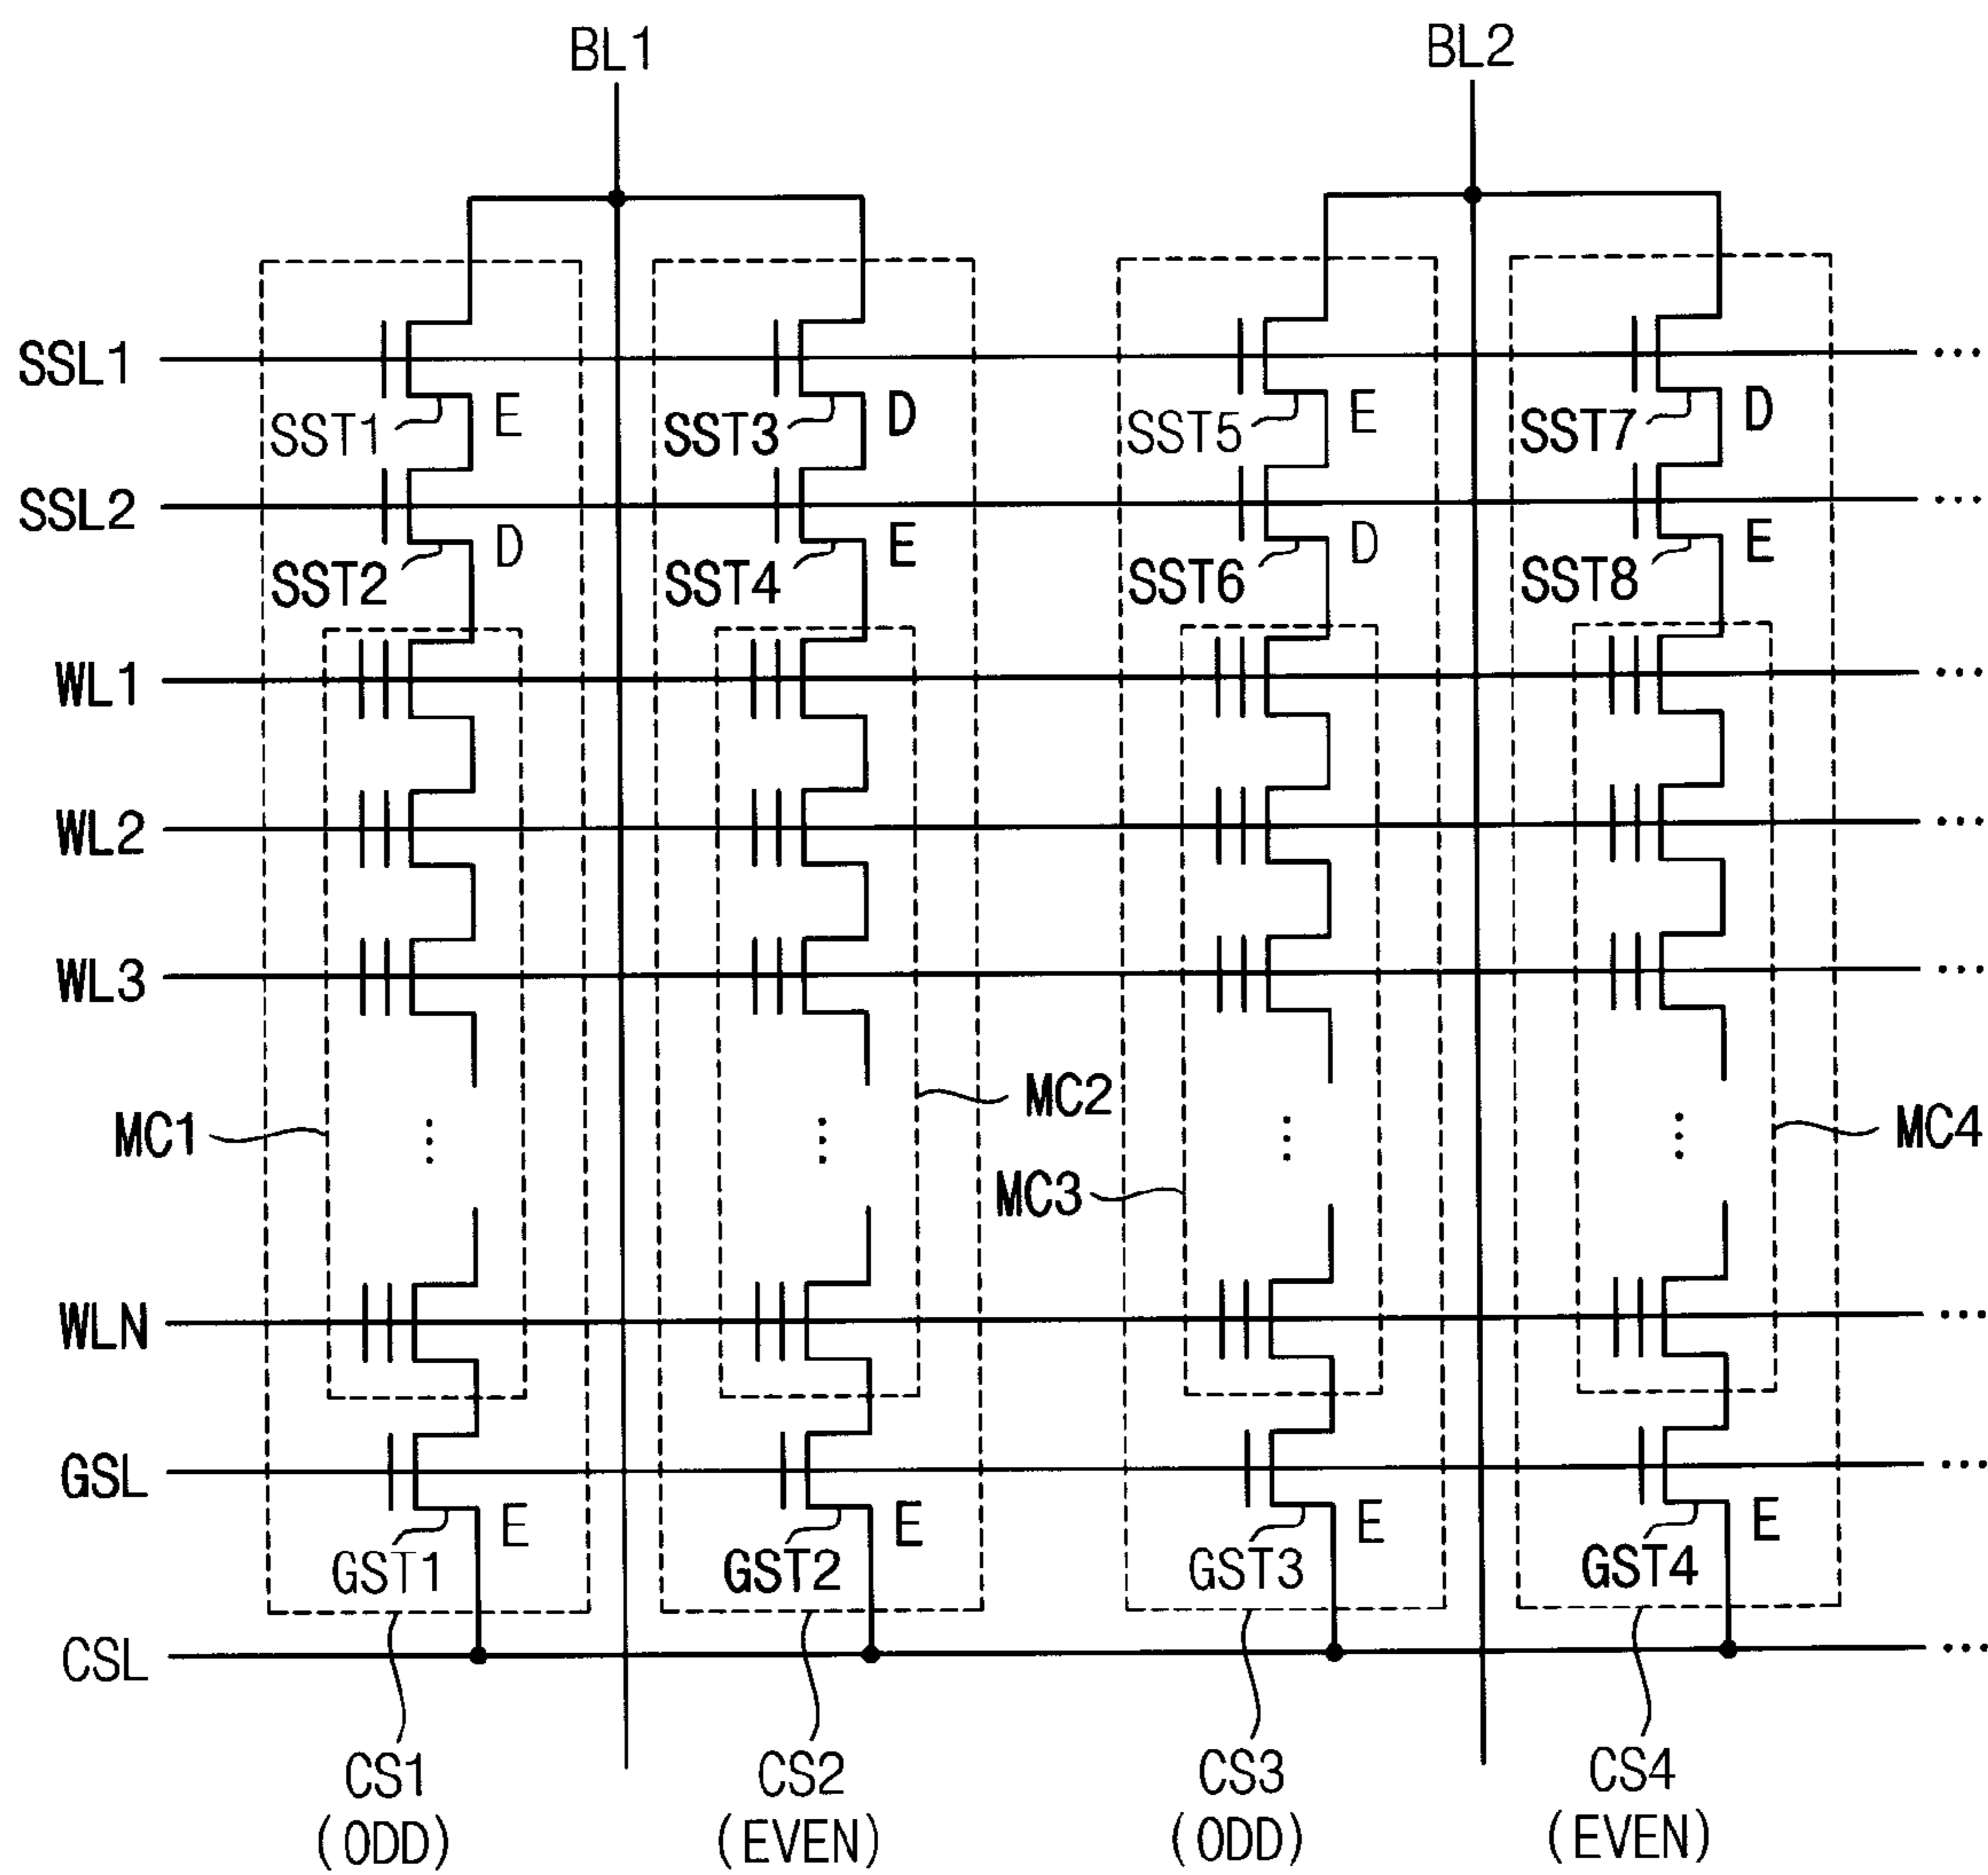 BL1 BL2
SSL1 ...
SST1 E SST3 D SST5 E SST7 D
SSL2 ...
SST2 D SST4 E SST6 D SST8 E
WL1 ...
WL2 ...
WL3 ...
MC1 MC2 MC3 MC4
WLN ...
GSL ...
GST1 E GST2 E GST3 E GST4 E
CSL ...
CS1 CS2 CS3 CS4
(ODD) (EVEN) (ODD) (EVEN)